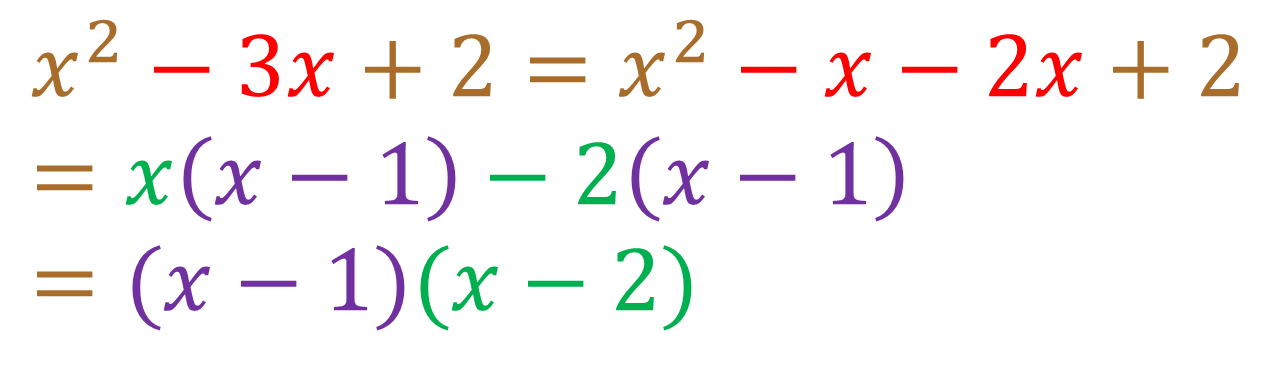 x² − 3x + 2 = x² − x − 2x + 2
= x(x − 1) − 2(x − 1)
= (x − 1)(x − 2)